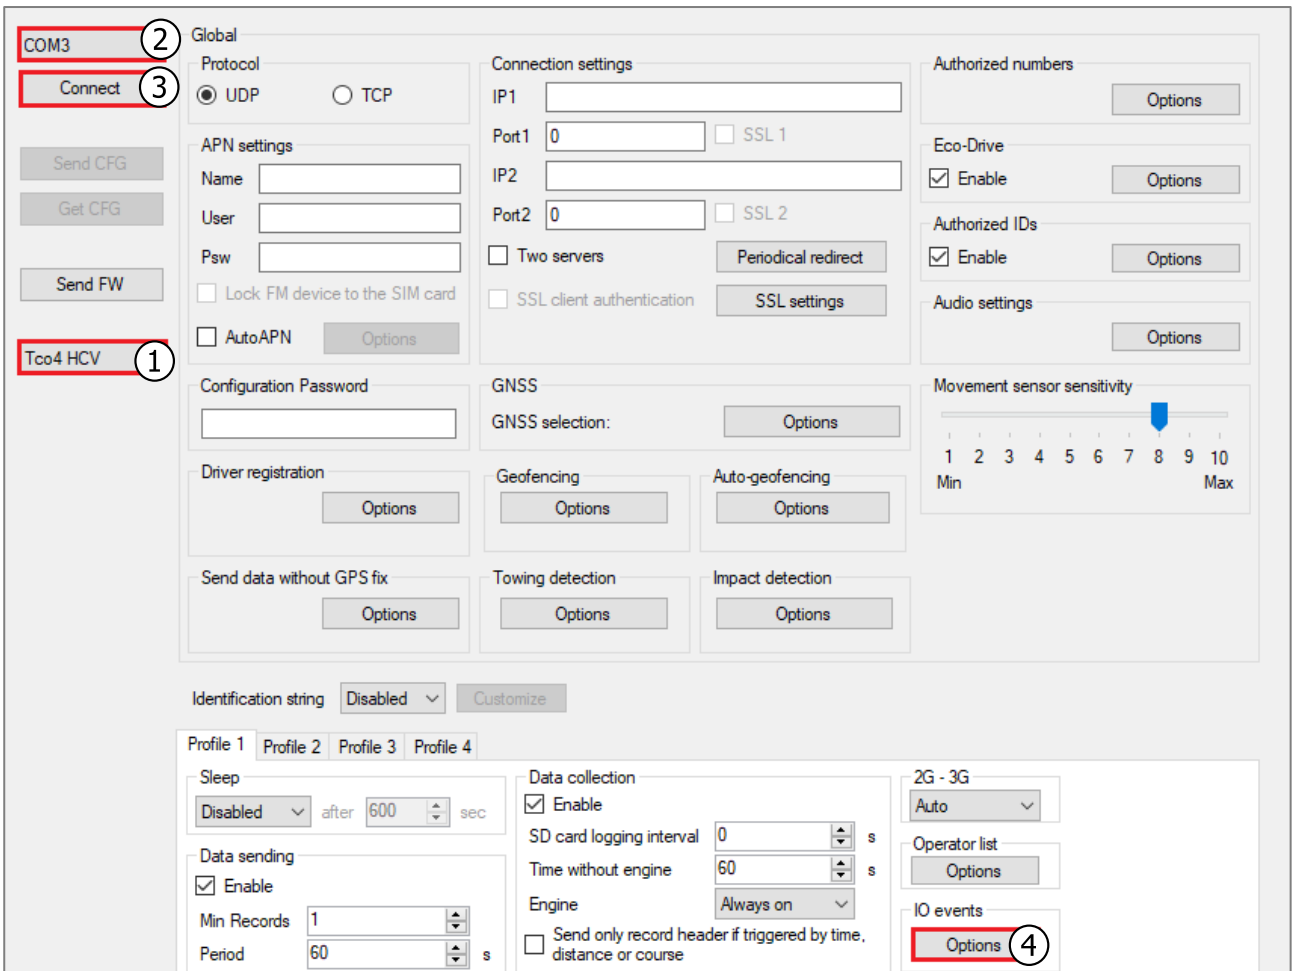 COM3
2
Connect
3
Send CFG
Get CFG
Send FW
Tco4 HCV
1
Global
Protocol
UDP
TCP
APN settings
Name
User
Psw
Lock FM device to the SIM card
AutoAPN
Options
Connection settings
IP1
Port1
0
SSL 1
IP2
Port2
0
SSL 2
Two servers
Periodical redirect
SSL client authentication
SSL settings
Authorized numbers
Options
Eco-Drive
Enable
Options
Authorized IDs
Enable
Options
Audio settings
Options
Configuration Password
GNSS
GNSS selection:
Options
Movement sensor sensitivity
1 2 3 4 5 6 7 8 9 10
Min
Max
Driver registration
Options
Geofencing
Options
Auto-geofencing
Options
Send data without GPS fix
Options
Towing detection
Options
Impact detection
Options
Identification string
Disabled
Customize
Profile 1
Profile 2
Profile 3
Profile 4
Sleep
Disabled
after
600
sec
Data sending
Enable
Min Records
1
Period
60
s
Data collection
Enable
SD card logging interval
0
s
Time without engine
60
s
Engine
Always on
Send only record header if triggered by time,
distance or course
2G - 3G
Auto
Operator list
Options
IO events
Options
4